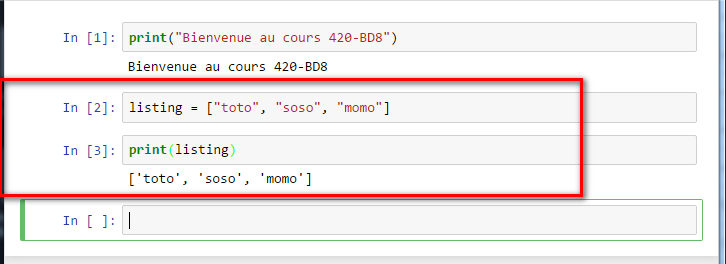 In [1]: print("Bienvenue au cours 420-BD8")
Bienvenue au cours 420-BD8
In [2]: listing = ["toto", "soso", "momo"]
In [3]: print(listing)
['toto', 'soso', 'momo']
In [ ]: